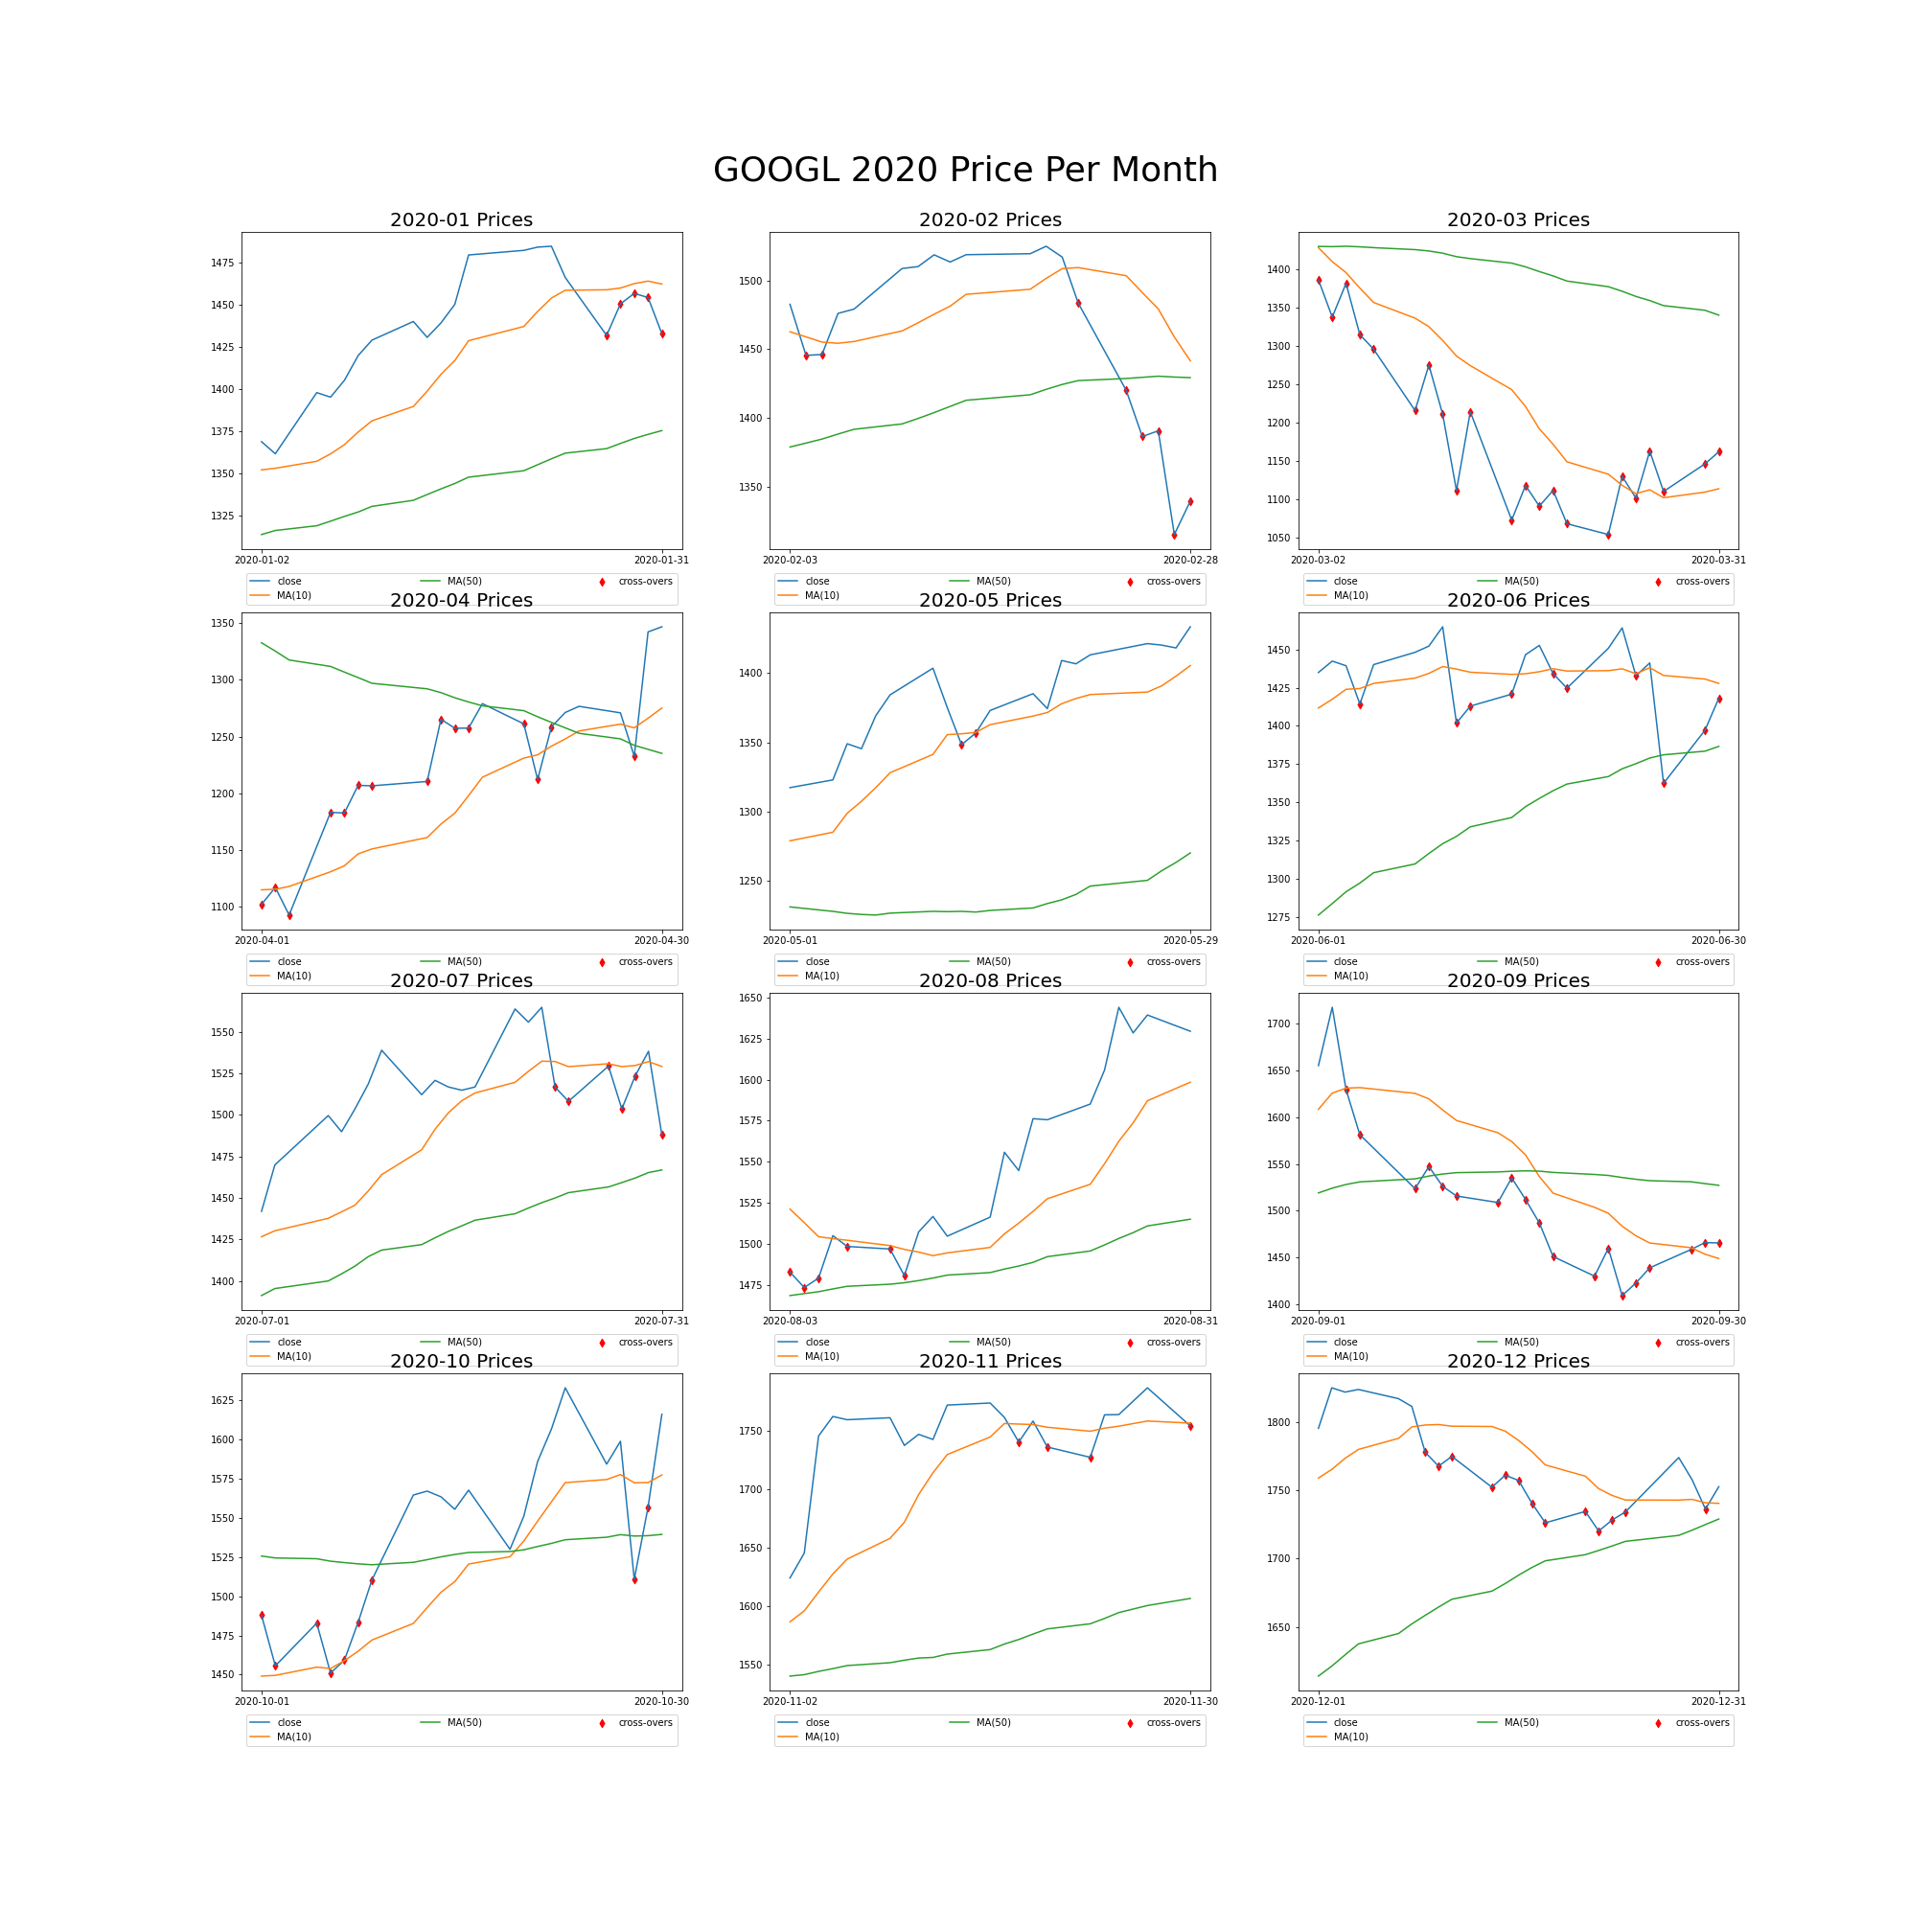 GOOGL 2020 Price Per Month
2020-01 Prices
1475
1450
1425
1400
1375
1350
1325
2020-01-02 2020-01-31
close MA(50) cross-overs
MA(10)
2020-02 Prices
1500
1450
1400
1350
2020-02-03 2020-02-28
close MA(50) cross-overs
MA(10)
2020-03 Prices
1400
1350
1300
1250
1200
1150
1100
1050
2020-03-02 2020-03-31
close MA(50) cross-overs
MA(10)
2020-04 Prices
1350
1300
1250
1200
1150
1100
2020-04-01 2020-04-30
close MA(50) cross-overs
MA(10)
2020-05 Prices
1400
1350
1300
1250
2020-05-01 2020-05-29
close MA(50) cross-overs
MA(10)
2020-06 Prices
1450
1425
1400
1375
1350
1325
1300
1275
2020-06-01 2020-06-30
close MA(50) cross-overs
MA(10)
2020-07 Prices
1550
1525
1500
1475
1450
1425
1400
2020-07-01 2020-07-31
close MA(50) cross-overs
MA(10)
2020-08 Prices
1650
1625
1600
1575
1550
1525
1500
1475
2020-08-03 2020-08-31
close MA(50) cross-overs
MA(10)
2020-09 Prices
1700
1650
1600
1550
1500
1450
1400
2020-09-01 2020-09-30
close MA(50) cross-overs
MA(10)
2020-10 Prices
1625
1600
1575
1550
1525
1500
1475
1450
2020-10-01 2020-10-30
close MA(50) cross-overs
MA(10)
2020-11 Prices
1750
1700
1650
1600
1550
2020-11-02 2020-11-30
close MA(50) cross-overs
MA(10)
2020-12 Prices
1800
1750
1700
1650
2020-12-01 2020-12-31
close MA(50) cross-overs
MA(10)